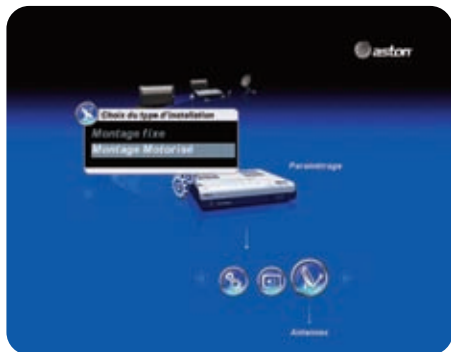 aston
Choix du type d'installation
Montage fixe
Montage Motorisé
Paramétrage
Antennes